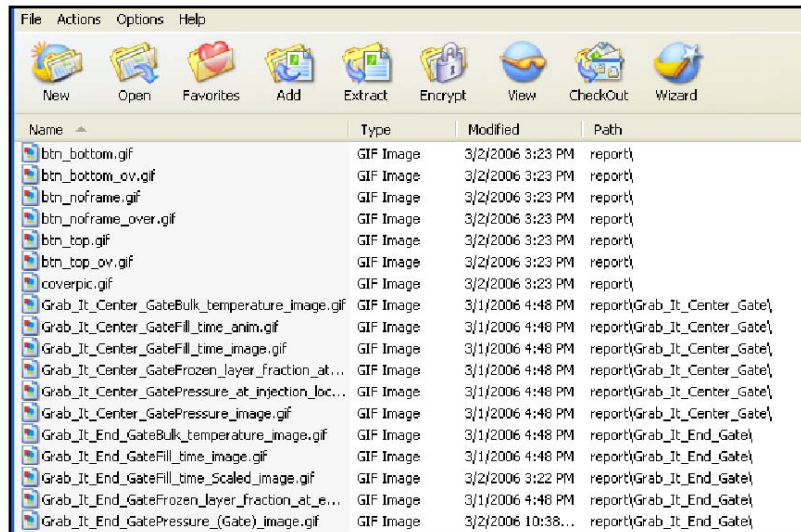 File Actions Options Help
New Open Favorites Add Extract Encrypt View CheckOut Wizard
Name Type Modified Path
btn_bottom.gif GIF Image 3/2/2006 3:23 PM report\
btn_bottom_ov.gif GIF Image 3/2/2006 3:23 PM report\
btn_noframe.gif GIF Image 3/2/2006 3:23 PM report\
btn_noframe_over.gif GIF Image 3/2/2006 3:23 PM report\
btn_top.gif GIF Image 3/2/2006 3:23 PM report\
btn_top_ov.gif GIF Image 3/2/2006 3:23 PM report\
coverpic.gif GIF Image 3/2/2006 3:23 PM report\
Grab_It_Center_GateBulk_temperature_image.gif GIF Image 3/1/2006 4:48 PM report\Grab_It_Center_Gate\
Grab_It_Center_GateFill_time_anim.gif GIF Image 3/1/2006 4:48 PM report\Grab_It_Center_Gate\
Grab_It_Center_GateFill_time_image.gif GIF Image 3/1/2006 4:48 PM report\Grab_It_Center_Gate\
Grab_It_Center_GateFrozen_layer_fraction_at... GIF Image 3/1/2006 4:48 PM report\Grab_It_Center_Gate\
Grab_It_Center_GatePressure_at_injection_loc... GIF Image 3/1/2006 4:48 PM report\Grab_It_Center_Gate\
Grab_It_Center_GatePressure_image.gif GIF Image 3/1/2006 4:48 PM report\Grab_It_Center_Gate\
Grab_It_End_GateBulk_temperature_image.gif GIF Image 3/1/2006 4:48 PM report\Grab_It_End_Gate\
Grab_It_End_GateFill_time_image.gif GIF Image 3/1/2006 4:48 PM report\Grab_It_End_Gate\
Grab_It_End_GateFill_time_Scaled_image.gif GIF Image 3/2/2006 3:22 PM report\Grab_It_End_Gate\
Grab_It_End_GateFrozen_layer_fraction_at_e... GIF Image 3/1/2006 4:48 PM report\Grab_It_End_Gate\
Grab_It_End_GatePressure_(Gate)_image.gif GIF Image 3/2/2006 10:38... report\Grab_It_End_Gate\